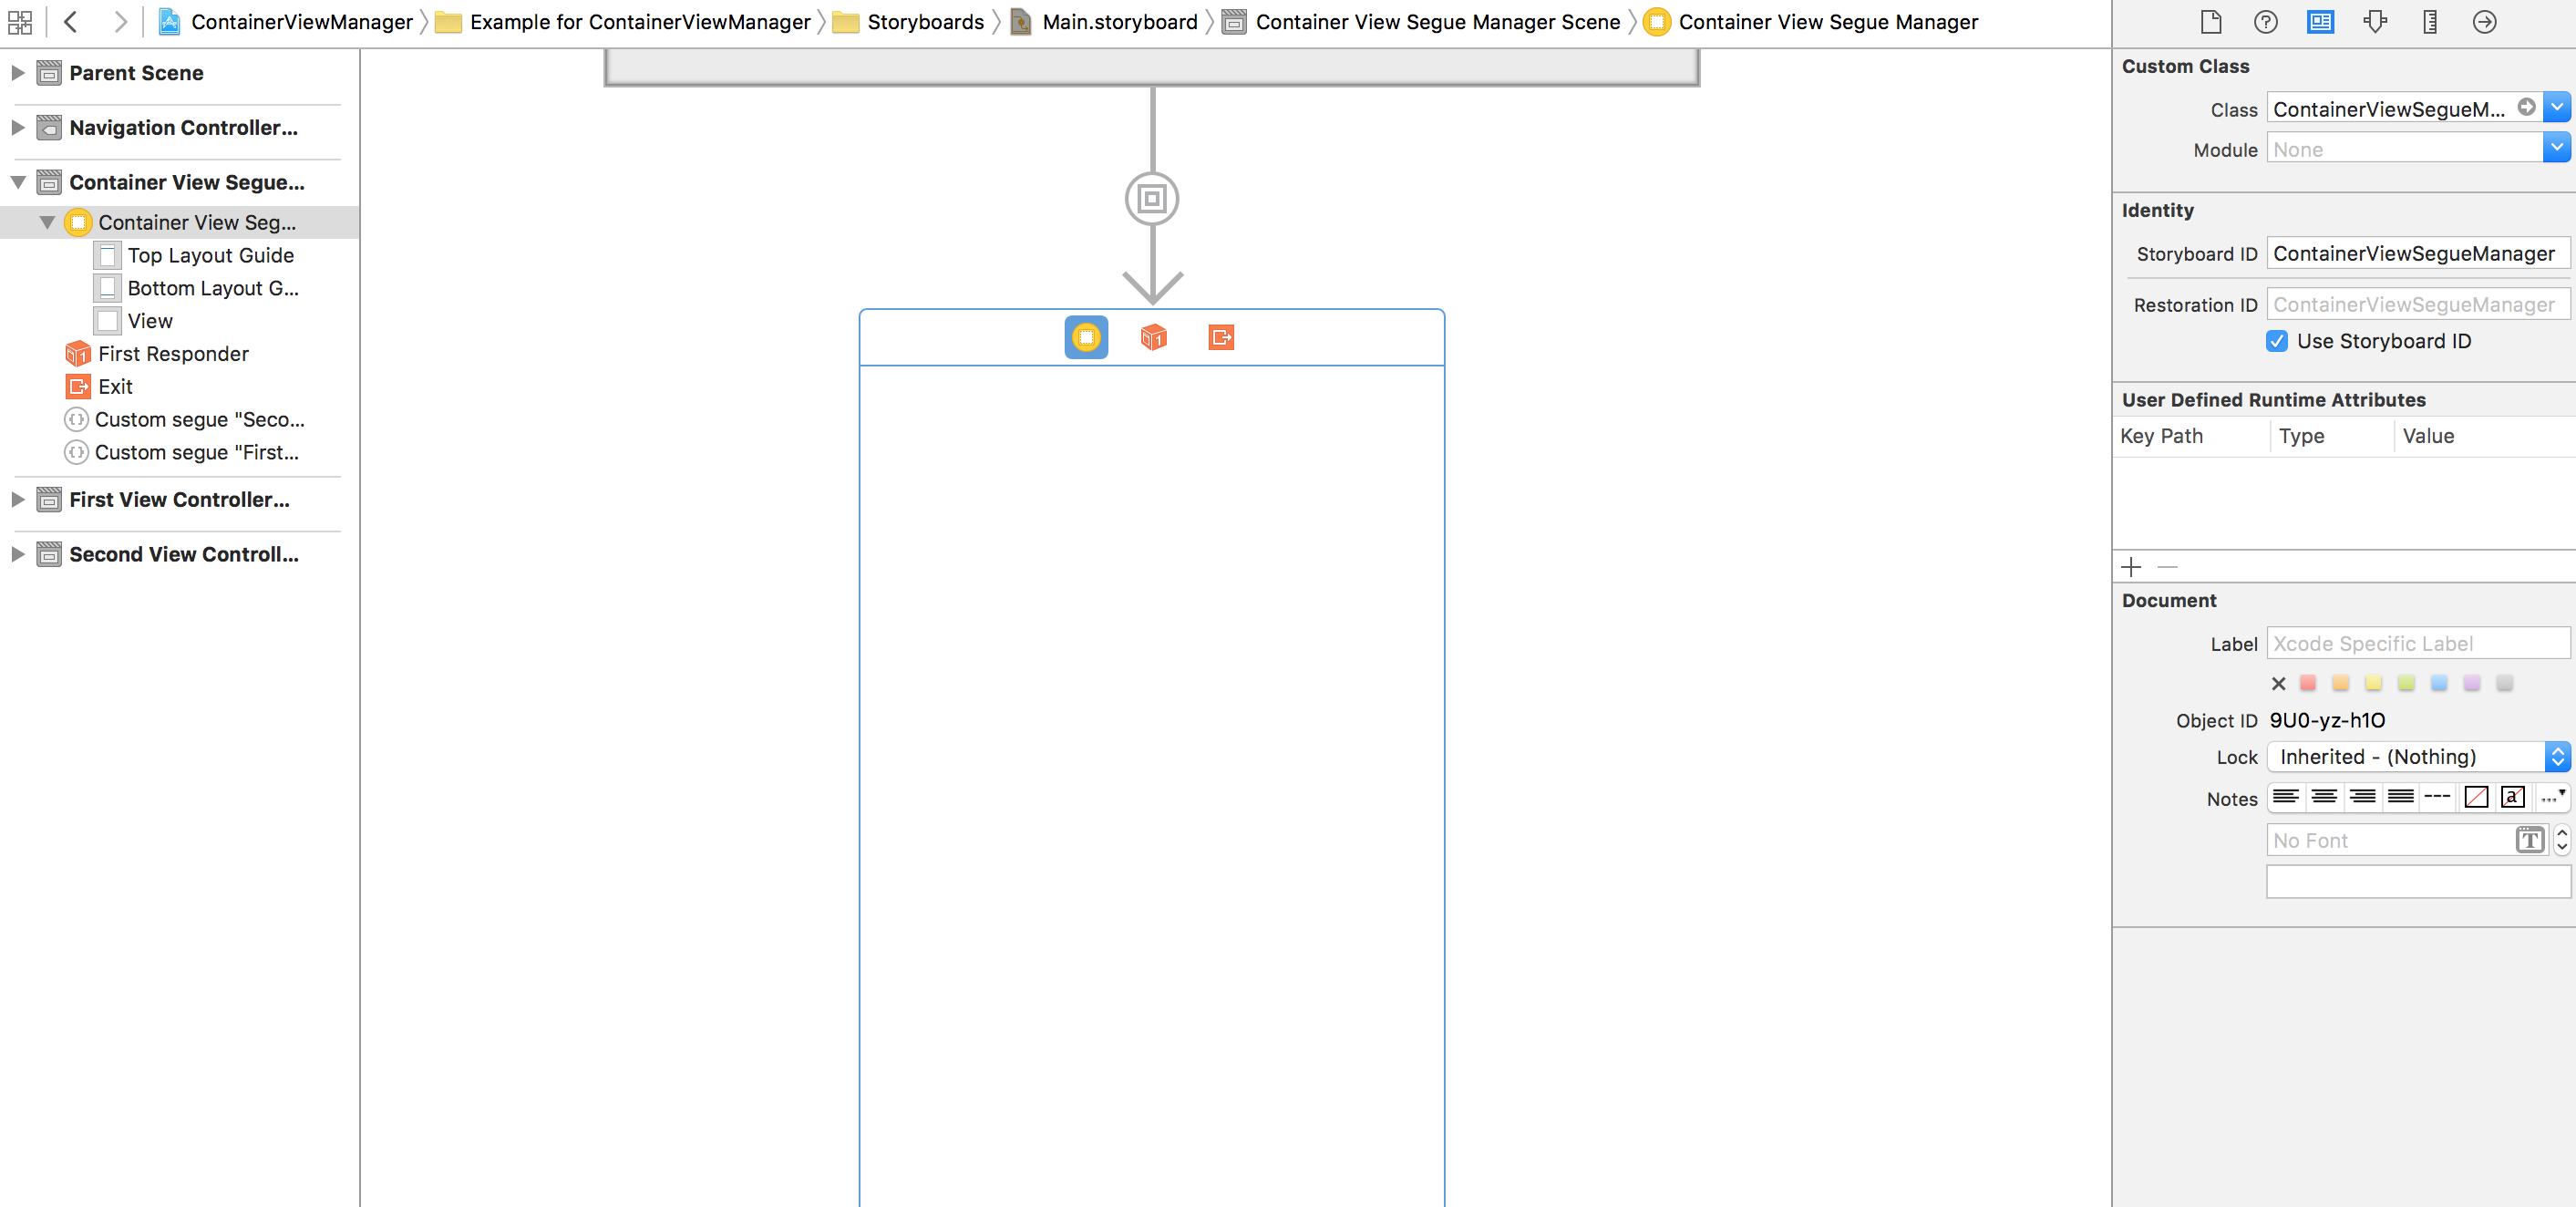 ContainerViewManager Example for ContainerViewManager Storyboards Main.storyboard Container View Segue Manager Scene Container View Segue Manager
Parent Scene
Navigation Controller...
Container View Segue...
Container View Seg...
Top Layout Guide
Bottom Layout G...
View
First Responder
Exit
Custom segue "Seco...
Custom segue "First...
First View Controller...
Second View Controll...
1
Custom Class
Class ContainerViewSegueM...
Module None
Identity
Storyboard ID ContainerViewSegueManager
Restoration ID ContainerViewSegueManager
Use Storyboard ID
User Defined Runtime Attributes
Key Path Type Value
Document
Label Xcode Specific Label
Object ID 9U0-yz-h1O
Lock Inherited - (Nothing)
Notes --- a ...
No Font T